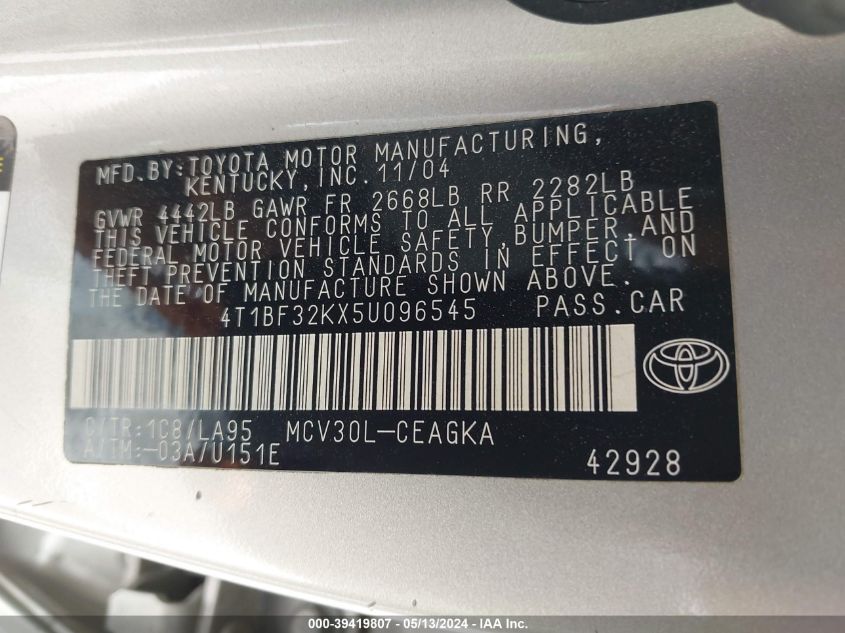 MFD. BY: TOYOTA MOTOR MANUFACTURING,
KENTUCKY, INC. 11/04
GVWR 4442LB GAWR FR 2668LB RR 2282LB
THIS VEHICLE CONFORMS TO ALL APPLICABLE
FEDERAL MOTOR VEHICLE SAFETY, BUMPER, AND
THEFT PREVENTION STANDARDS IN EFFECT ON
THE DATE OF MANUFACTURE SHOWN ABOVE.
4T1BF32KX5U096545 PASS. CAR
C/TR: 1C8/LA95 MCV30L-CEAGKA
A/TM: -03A/U151E
42928
000-39419807 - 05/13/2024 - IAA Inc.